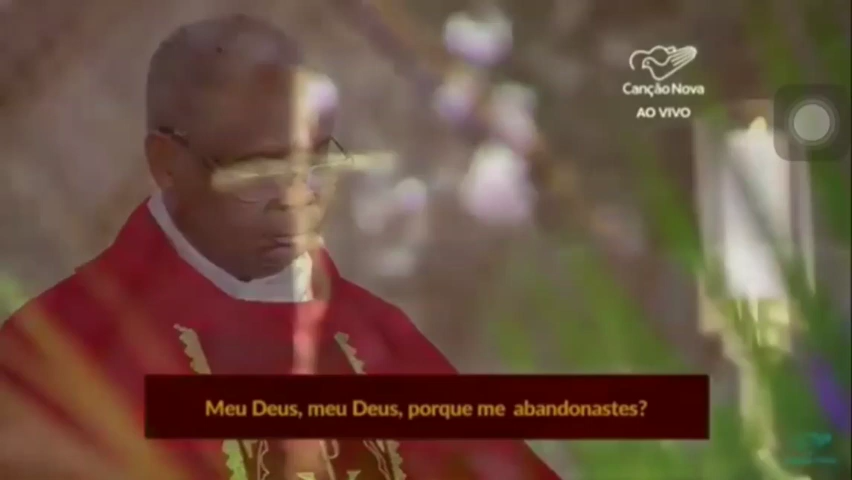 Canção Nova
AO VIVO
Meu Deus, meu Deus, porque me abandonastes?